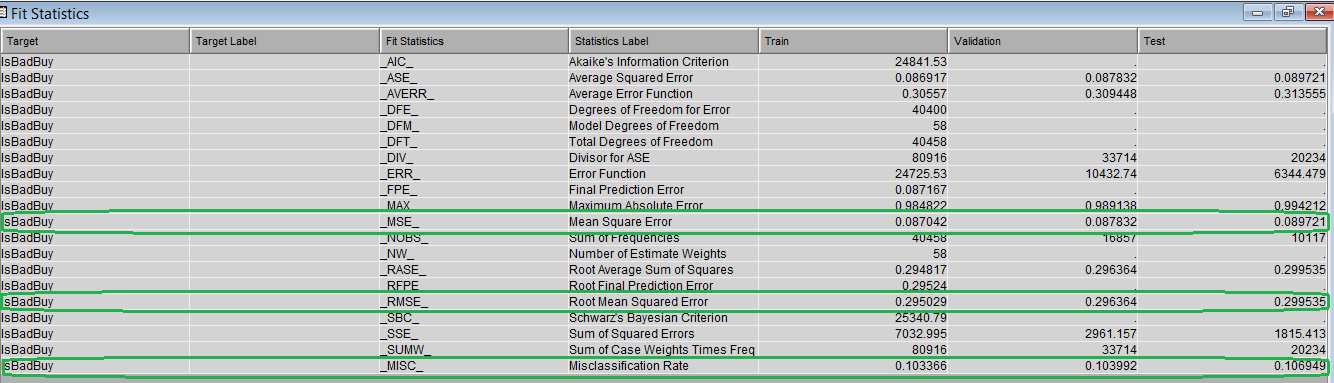 Fit Statistics
Target Target Label Fit Statistics Statistics Label Train Validation Test
IsBadBuy _AIC_ Akaike's Information Criterion 24841.53 . .
IsBadBuy _ASE_ Average Squared Error 0.086917 0.087832 0.089721
IsBadBuy _AVERR_ Average Error Function 0.30557 0.309448 0.313555
IsBadBuy _DFE_ Degrees of Freedom for Error 40400 . .
IsBadBuy _DFM_ Model Degrees of Freedom 58 . .
IsBadBuy _DFT_ Total Degrees of Freedom 40458 . .
IsBadBuy _DIV_ Divisor for ASE 80916 33714 20234
IsBadBuy _ERR_ Error Function 24725.53 10432.74 6344.479
IsBadBuy _FPE_ Final Prediction Error 0.087167 . .
IsBadBuy _MAX_ Maximum Absolute Error 0.984822 0.989138 0.994212
IsBadBuy _MSE_ Mean Square Error 0.087042 0.087832 0.089721
IsBadBuy _NOBS_ Sum of Frequencies 40458 16857 10117
IsBadBuy _NW_ Number of Estimate Weights 58 . .
IsBadBuy _RASE_ Root Average Sum of Squares 0.294817 0.296364 0.299535
IsBadBuy _RFPE_ Root Final Prediction Error 0.29524 . .
IsBadBuy _RMSE_ Root Mean Squared Error 0.295029 0.296364 0.299535
IsBadBuy _SBC_ Schwarz's Bayesian Criterion 25340.79 . .
IsBadBuy _SSE_ Sum of Squared Errors 7032.995 2961.157 1815.413
IsBadBuy _SUMW_ Sum of Case Weights Times Freq 80916 33714 20234
IsBadBuy _MISC_ Misclassification Rate 0.103366 0.103992 0.106949